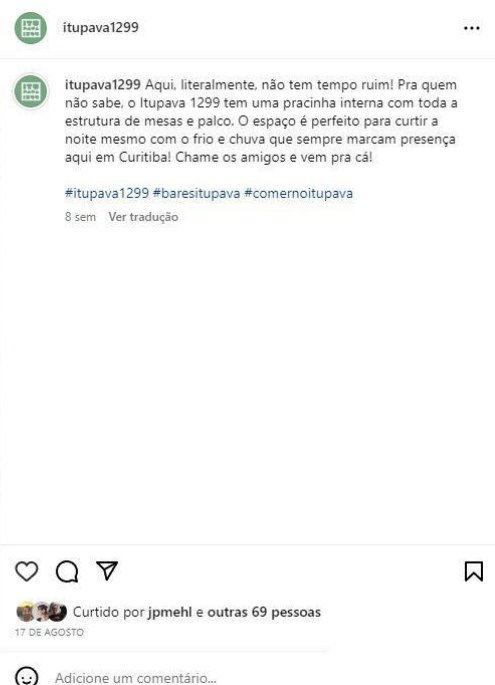 itupava1299
itupava1299 Aqui, literalmente, não tem tempo ruim! Pra quem
não sabe, o Itupava 1299 tem uma pracinha interna com toda a
estrutura de mesas e palco. O espaço é perfeito para curtir a
noite mesmo com o frio e chuva que sempre marcam presença
aqui em Curitiba! Chame os amigos e vem pra cá!
#itupava1299 #baresitupava #comernoitupava
8 sem Ver tradução
Curtido por jpmehl e outras 69 pessoas
17 DE AGOSTO
Adicione um comentário...